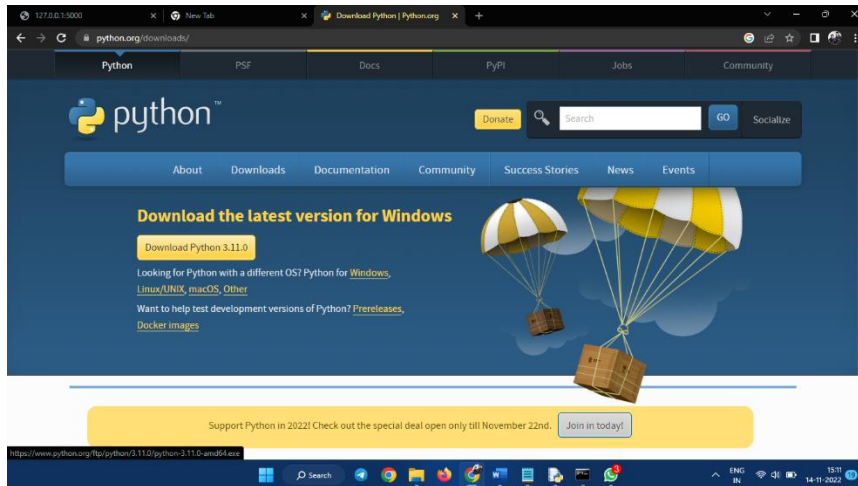 127.0.0.1:5000
New Tab
Download Python | Python.org
python.org/downloads/
Python
PSF
Docs
PyPI
Jobs
Community
python™
Donate
Search
GO
Socialize
About
Downloads
Documentation
Community
Success Stories
News
Events
Download the latest version for Windows
Download Python 3.11.0
Looking for Python with a different OS? Python for Windows,
Linux/UNIX, macOS, Other
Want to help test development versions of Python? Prereleases,
Docker images
Support Python in 2022! Check out the special deal open only till November 22nd.
Join in today!
https://www.python.org/ftp/python/3.11.0/python-3.11.0-amd64.exe
Search
3
ENG
IN
15:11
14-11-2022